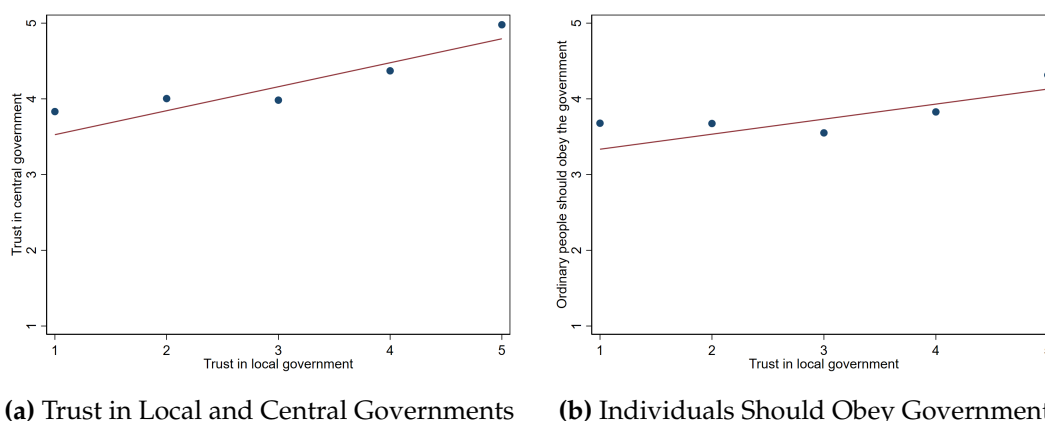 5
4
3
2
1
Trust in central government
1 2 3 4 5
Trust in local government
(a) Trust in Local and Central Governments
5
4
3
2
1
Ordinary people should obey the government
1 2 3 4
Trust in local government
(b) Individuals Should Obey Government